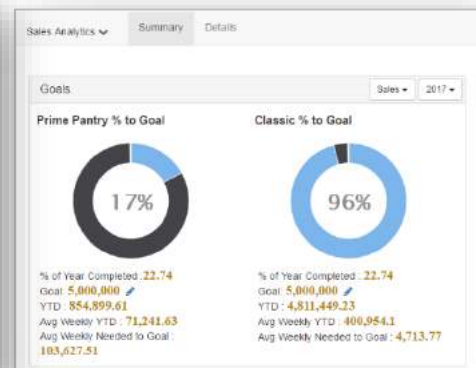 Sales Analytics
Summary
Details
Goals
Sales
2017
Prime Pantry % to Goal
17%
% of Year Completed : 22.74
Goal: 5,000,000
YTD : 854,899.61
Avg Weekly YTD : 71,241.63
Avg Weekly Needed to Goal :
103,627.51
Classic % to Goal
96%
% of Year Completed : 22.74
Goal: 5,000,000
YTD : 4,811,449.23
Avg Weekly YTD : 400,954.1
Avg Weekly Needed to Goal : 4,713.77